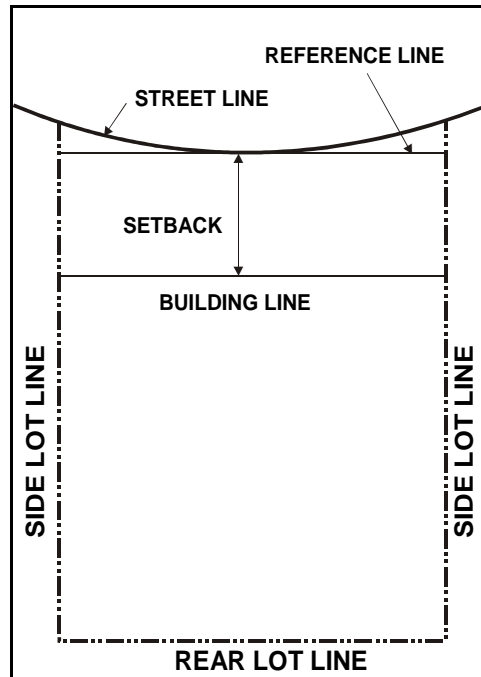 REFERENCE LINE
STREET LINE
SETBACK
BUILDING LINE
SIDE LOT LINE
SIDE LOT LINE
REAR LOT LINE